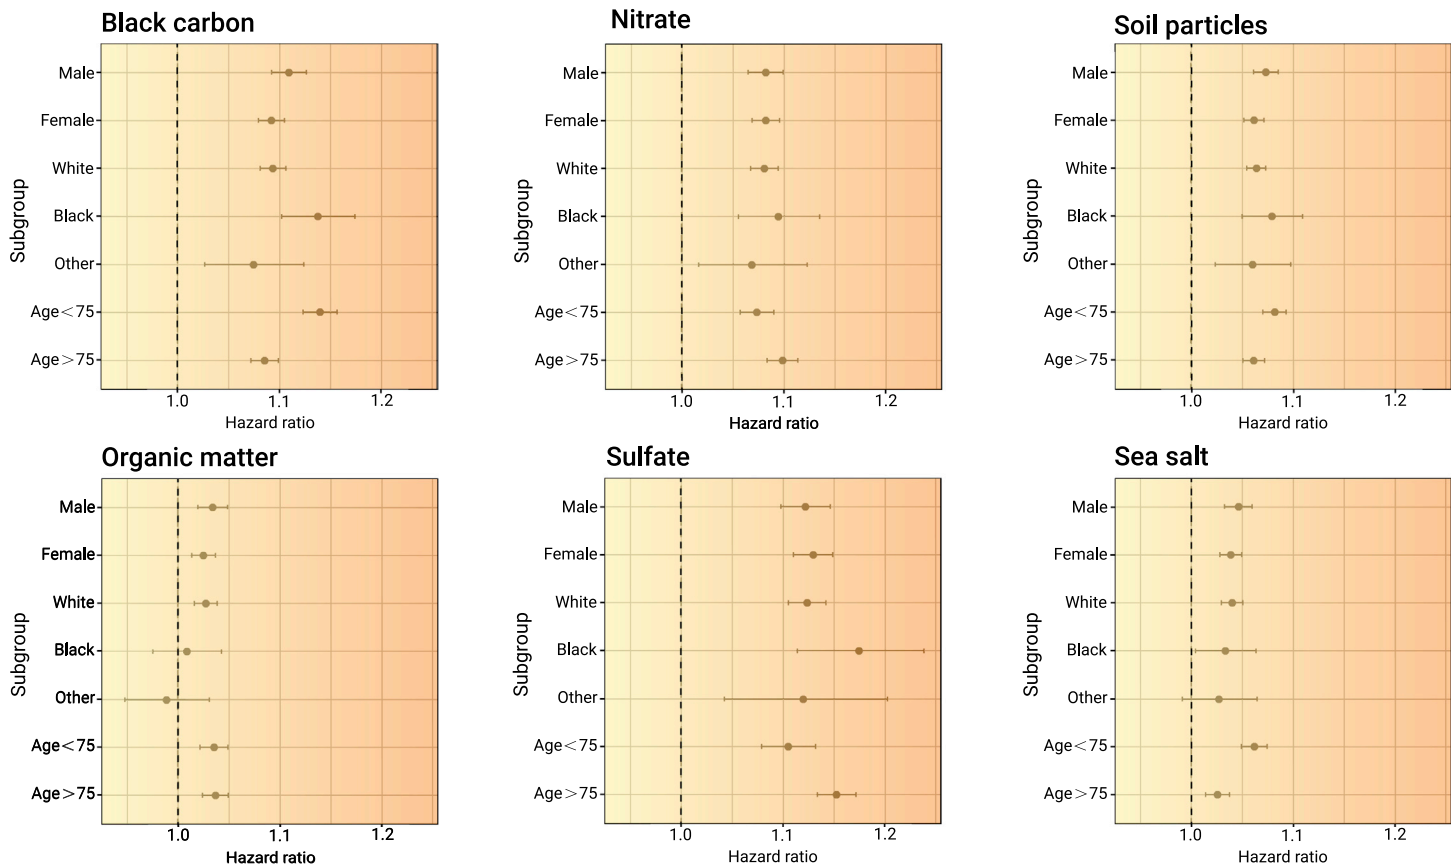 Black carbon
Subgroup
Male
Female
White
Black
Other
Age<75
Age>75
1.0 1.1 1.2
Hazard ratio
Nitrate
Subgroup
Male
Female
White
Black
Other
Age<75
Age>75
1.0 1.1 1.2
Hazard ratio
Soil particles
Subgroup
Male
Female
White
Black
Other
Age<75
Age>75
1.0 1.1 1.2
Hazard ratio
Organic matter
Subgroup
Male
Female
White
Black
Other
Age<75
Age>75
1.0 1.1 1.2
Hazard ratio
Sulfate
Subgroup
Male
Female
White
Black
Other
Age<75
Age>75
1.0 1.1 1.2
Hazard ratio
Sea salt
Subgroup
Male
Female
White
Black
Other
Age<75
Age>75
1.0 1.1 1.2
Hazard ratio